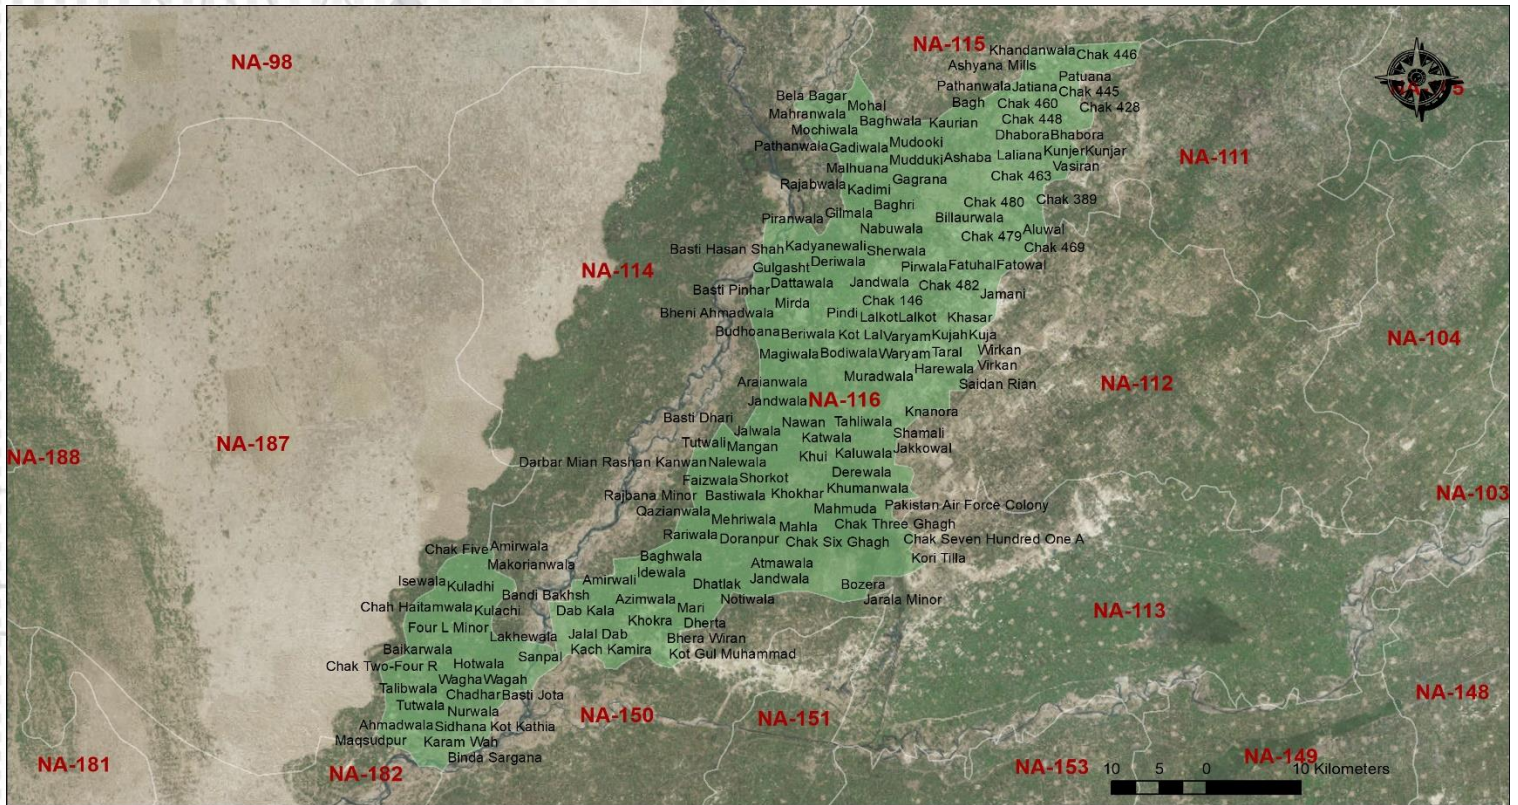 NA-115
Khandanwala
Chak 446
NA-98
Ashyana Mills
Patuana
Pathanwala
Jatiana
Chak 445
Bela Bagar
Mohal
Bagh
Chak 460
Chak 428
Mahranwala
Baghwala
Kaurian
Chak 448
Mochiwala
Dhabora
Bhabora
Pathanwala
Gadiwala
Mudooki
Mudduki
Ashaba
Laliana
Kunjer
Kunjar
NA-111
Malhuana
Vasiran
Rajabwala
Kadimi
Gagrana
Chak 463
Piranwala
Gilmala
Baghri
Chak 480
Chak 389
Billaurwala
Nabuwala
Chak 479
Aluwal
Basti Hasan Shah
Kadyanewali
Sherwala
Chak 469
NA-114
Gulgasht
Deriwala
Pirwala
Fatuhal
Fatowal
Basti Pinhar
Dattawala
Jandwala
Chak 482
Jamani
Mirda
Chak 146
Bheni Ahmadwala
Pindi
Lalkot
Lalkot
Khasar
Budhoana
Beriwala
Kot Lal
Varyam
Kujah
Kuja
NA-104
Magiwala
Bodiwala
Waryam
Taral
Wirkan
Virkan
Araianwala
Muradwala
Harewala
Saidan Rian
NA-112
Jandwala
NA-116
Basti Dhari
Nawan
Tahliwala
Knanora
Jalwala
Katwala
Shamali
NA-187
Tutwali
Mangan
Khui
Kaluwala
Jakkowal
NA-188
Darbar Mian Rashan Kanwan
Nalewala
Derewala
Faizwala
Shorkot
Rajbana Minor
Bastiwala
Khokhar
Khumanwala
NA-103
Qazianwala
Mehriwala
Mahmuda
Pakistan Air Force Colony
Mahla
Chak Three Ghagh
Rariwala
Doranpur
Chak Six Ghagh
Chak Seven Hundred One A
Chak Five
Amirwala
Baghwala
Kori Tilla
Makorianwala
Idewala
Atmawala
Isewala
Kuladhi
Amirwali
Dhatlak
Jandwala
Bozera
Bandi Bakhsh
Azimwala
Notiwala
Jarala Minor
Chah Haitamwala
Kulachi
Dab Kala
Mari
NA-113
Four L Minor
Khokra
Dherta
Lakhewala
Jalal Dab
Bhera Wiran
Baikarwala
Sanpal
Kach Kamira
Kot Gul Muhammad
Chak Two-Four R
Hotwala
Wagha
Wagah
Talibwala
Chadhar
Basti Jota
NA-148
Tutwala
Nurwala
NA-150
NA-151
Ahmadwala
Sidhana
Kot Kathia
Maqsudpur
Karam Wah
Binda Sargana
NA-181
NA-182
NA-153
NA-149
10 5 0 10 Kilometers